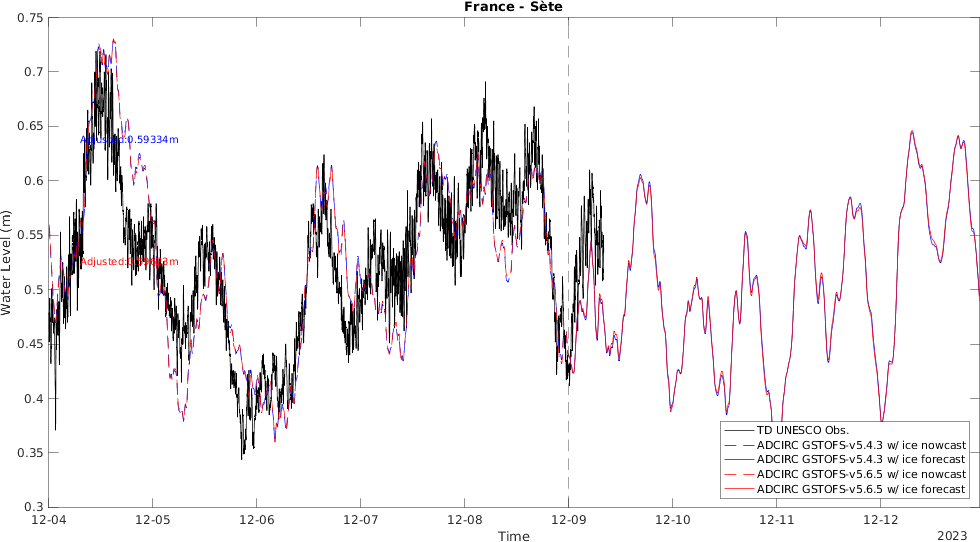 France - Sète
0.75
0.7
0.65
0.6
0.55
0.5
0.45
0.4
0.35
0.3
Water Level (m)
Adjusted:0.59334m
TD UNESCO Obs.
ADCIRC GSTOFS-v5.4.3 w/ ice nowcast
ADCIRC GSTOFS-v5.4.3 w/ ice forecast
ADCIRC GSTOFS-v5.6.5 w/ ice nowcast
ADCIRC GSTOFS-v5.6.5 w/ ice forecast
12-04 12-05 12-06 12-07 12-08 12-09 12-10 12-11 12-12
Time
2023